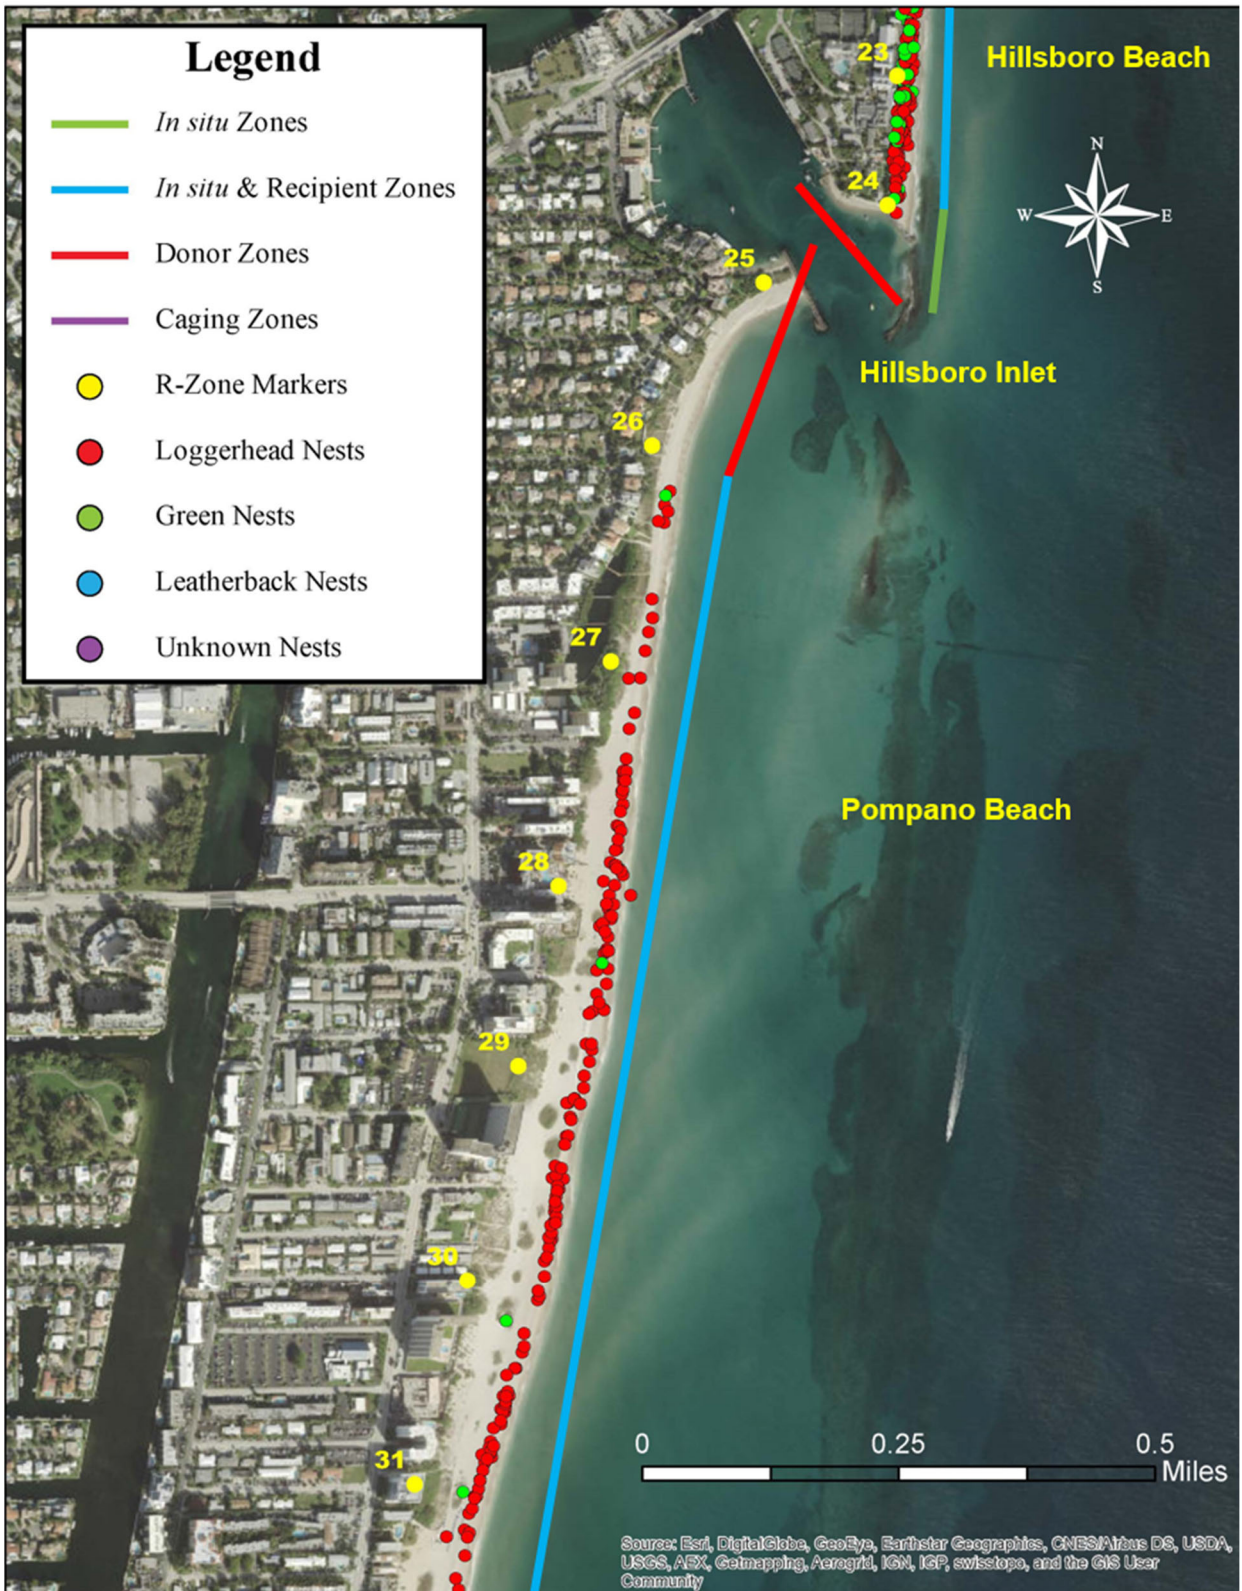 Legend
In situ Zones
In situ & Recipient Zones
Donor Zones
Caging Zones
R-Zone Markers
Loggerhead Nests
Green Nests
Leatherback Nests
Unknown Nests
23
Hillsboro Beach
N
W
E
S
24
25
Hillsboro Inlet
26
27
Pompano Beach
28
29
30
31
0
0.25
0.5
Miles
Source: Esri, DigitalGlobe, GeoEye, Earthstar Geographics, CNES/Airbus DS, USDA,
USGS, AEX, Getmapping, Aerogrid, IGN, IGP, swisstopo, and the GIS User
Community